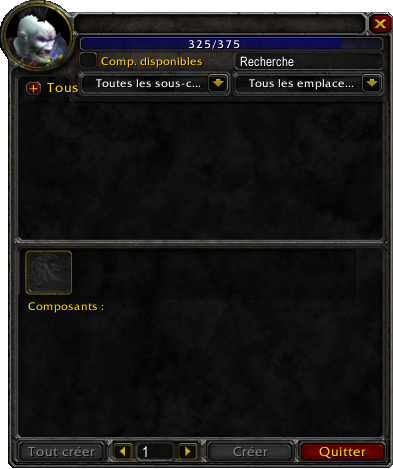 325/375
Comp. disponibles
Recherche
Tous
Toutes les sous-c...
Tous les emplace...
Composants :
Tout créer
1
Créer
Quitter